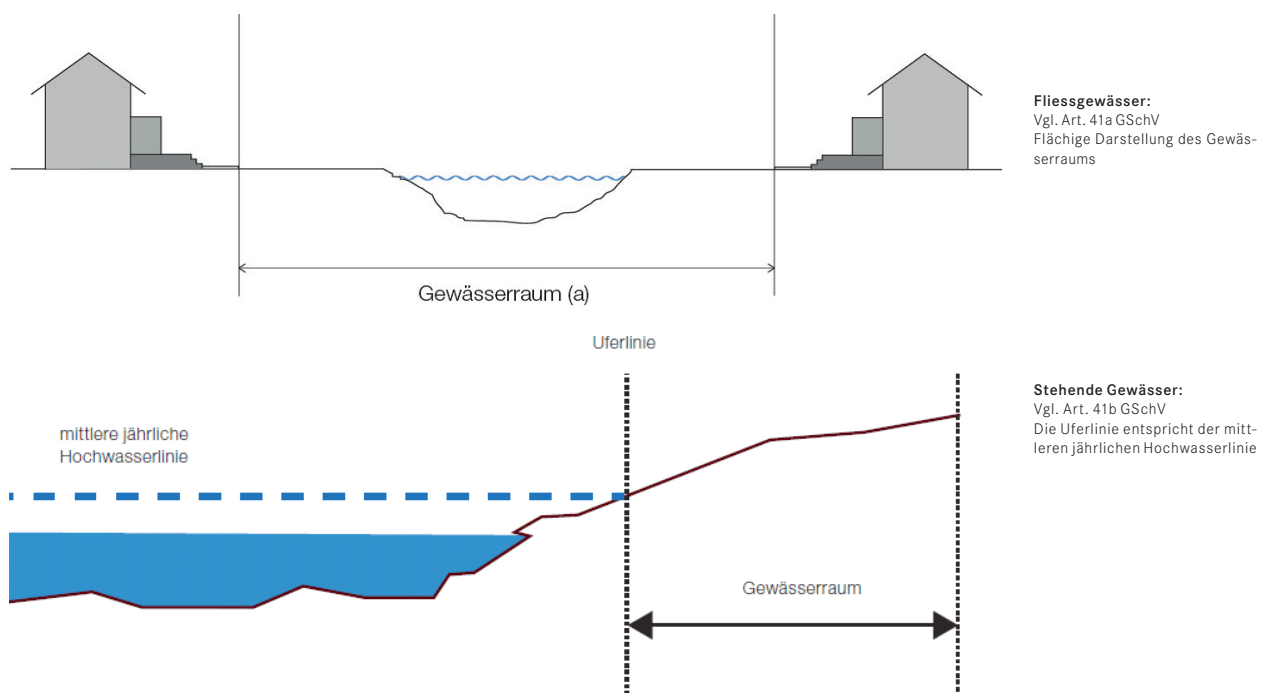 Fliessgewässer:
Vgl. Art. 41a GSchV
Flächige Darstellung des Gewäs-
serraums
Gewässerraum (a)
Uferlinie
Stehende Gewässer:
Vgl. Art. 41b GSchV
Die Uferlinie entspricht der mitt-
leren jährlichen Hochwasserlinie
mittlere jährliche
Hochwasserlinie
Gewässerraum